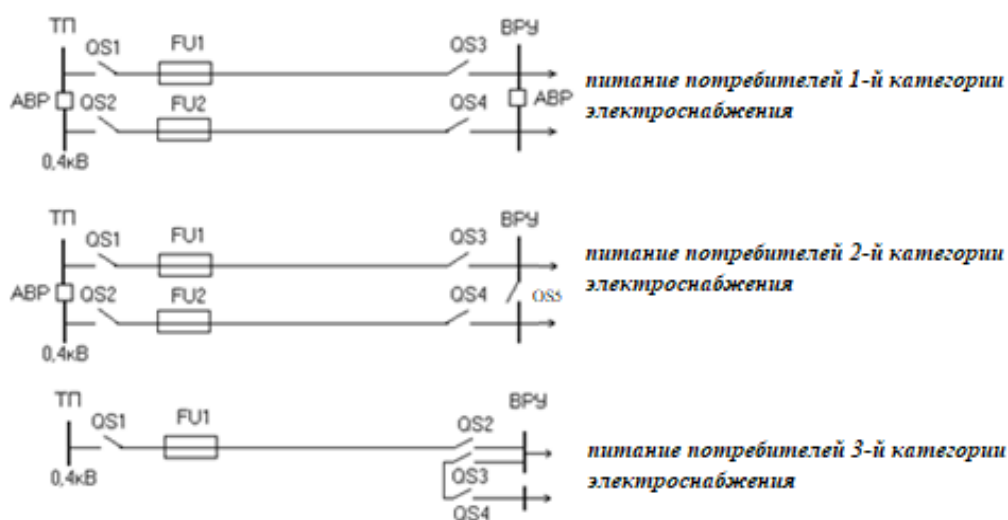 ТП
ВРУ
QS1
FU1
QS3
АВР
QS2
FU2
QS4
АВР
0,4кВ
питание потребителей 1-й категории
электроснабжения
ТП
ВРУ
QS1
FU1
QS3
АВР
QS2
FU2
QS4
QS5
0,4кВ
питание потребителей 2-й категории
электроснабжения
ТП
ВРУ
QS1
FU1
QS2
0,4кВ
QS3
QS4
питание потребителей 3-й категории
электроснабжения